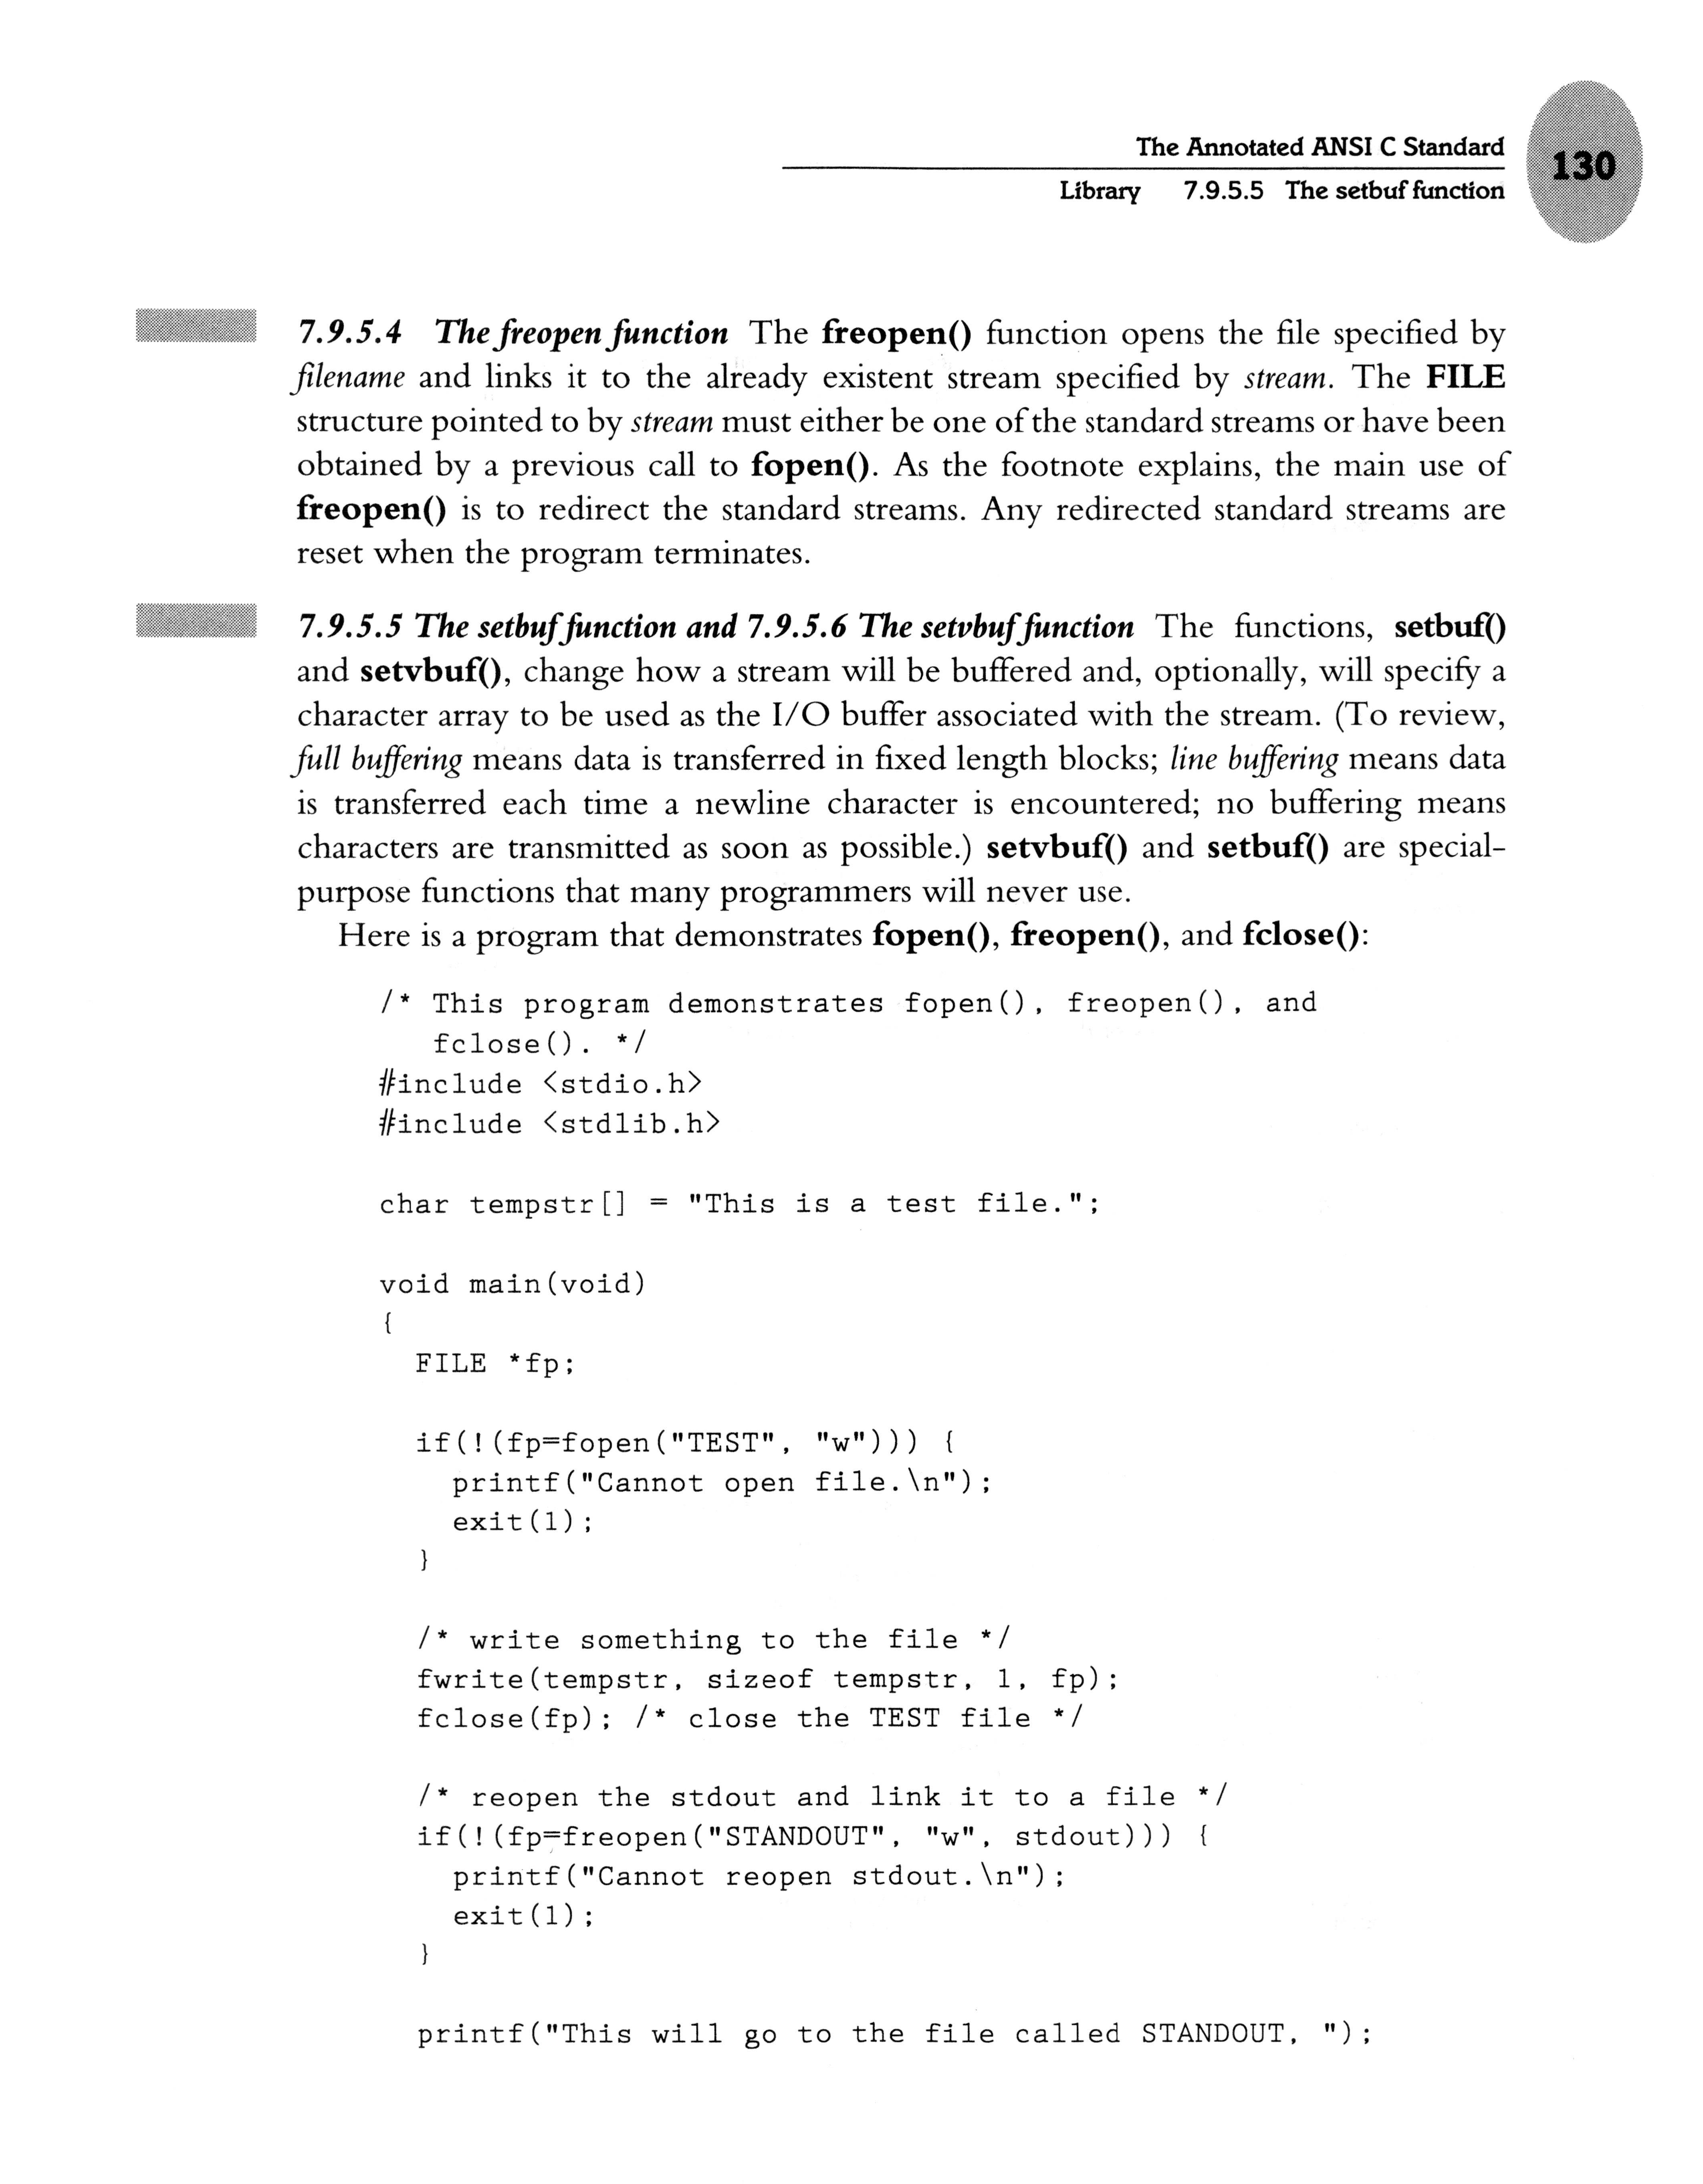 The Annotated ANSI C Standard
130
Library 7.9.5.5 The setbuf function
7.9.5.4 The freopen function The freopen() function opens the file specified by
filename and links it to the already existent stream specified by stream. The FILE
structure pointed to by stream must either be one of the standard streams or have been
obtained by a previous call to fopen(). As the footnote explains, the main use of
freopen() is to redirect the standard streams. Any redirected standard streams are
reset when the program terminates.
7.9.5.5 The setbuf function and 7.9.5.6 The setvbuf function The functions, setbuf()
and setvbuf(), change how a stream will be buffered and, optionally, will specify a
character array to be used as the I/O buffer associated with the stream. (To review,
full buffering means data is transferred in fixed length blocks; line buffering means data
is transferred each time a newline character is encountered; no buffering means
characters are transmitted as soon as possible.) setvbuf() and setbuf() are special-
purpose functions that many programmers will never use.
Here is a program that demonstrates fopen(), freopen(), and fclose():
/* This program demonstrates fopen(), freopen(), and
fclose(). */
#include <stdio.h>
#include <stdlib.h>
char tempstr[] = "This is a test file.";
void main(void)
{
FILE *fp;
if(!(fp=fopen("TEST", "w"))) {
printf("Cannot open file.\n");
exit(1);
}
/* write something to the file */
fwrite(tempstr, sizeof tempstr, 1, fp);
fclose(fp); /* close the TEST file */
/* reopen the stdout and link it to a file */
if(!(fp=freopen("STANDOUT", "w", stdout))) {
printf("Cannot reopen stdout.\n");
exit(1);
}
printf("This will go to the file called STANDOUT, ");